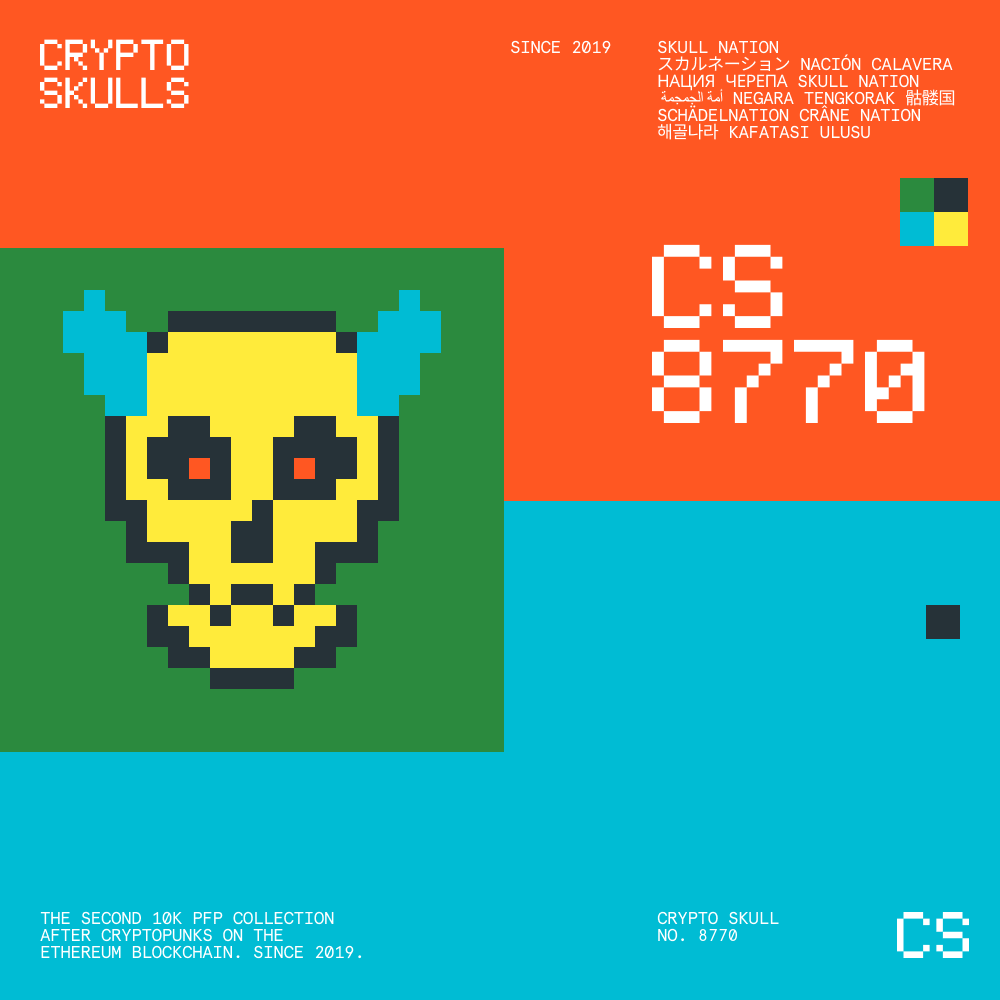 CRYPTO
SKULLS
SINCE 2019
SKULL NATION
スカルネーション NACIÓN CALAVERA
НАЦИЯ ЧЕРЕПА SKULL NATION
أمة الجمجمة NEGARA TENGKORAK 骷髅国
SCHÄDELNATION CRÂNE NATION
해골나라 KAFATASI ULUSU
CS
8770
THE SECOND 10K PFP COLLECTION
AFTER CRYPTOPUNKS ON THE
ETHEREUM BLOCKCHAIN. SINCE 2019.
CRYPTO SKULL
NO. 8770
CS